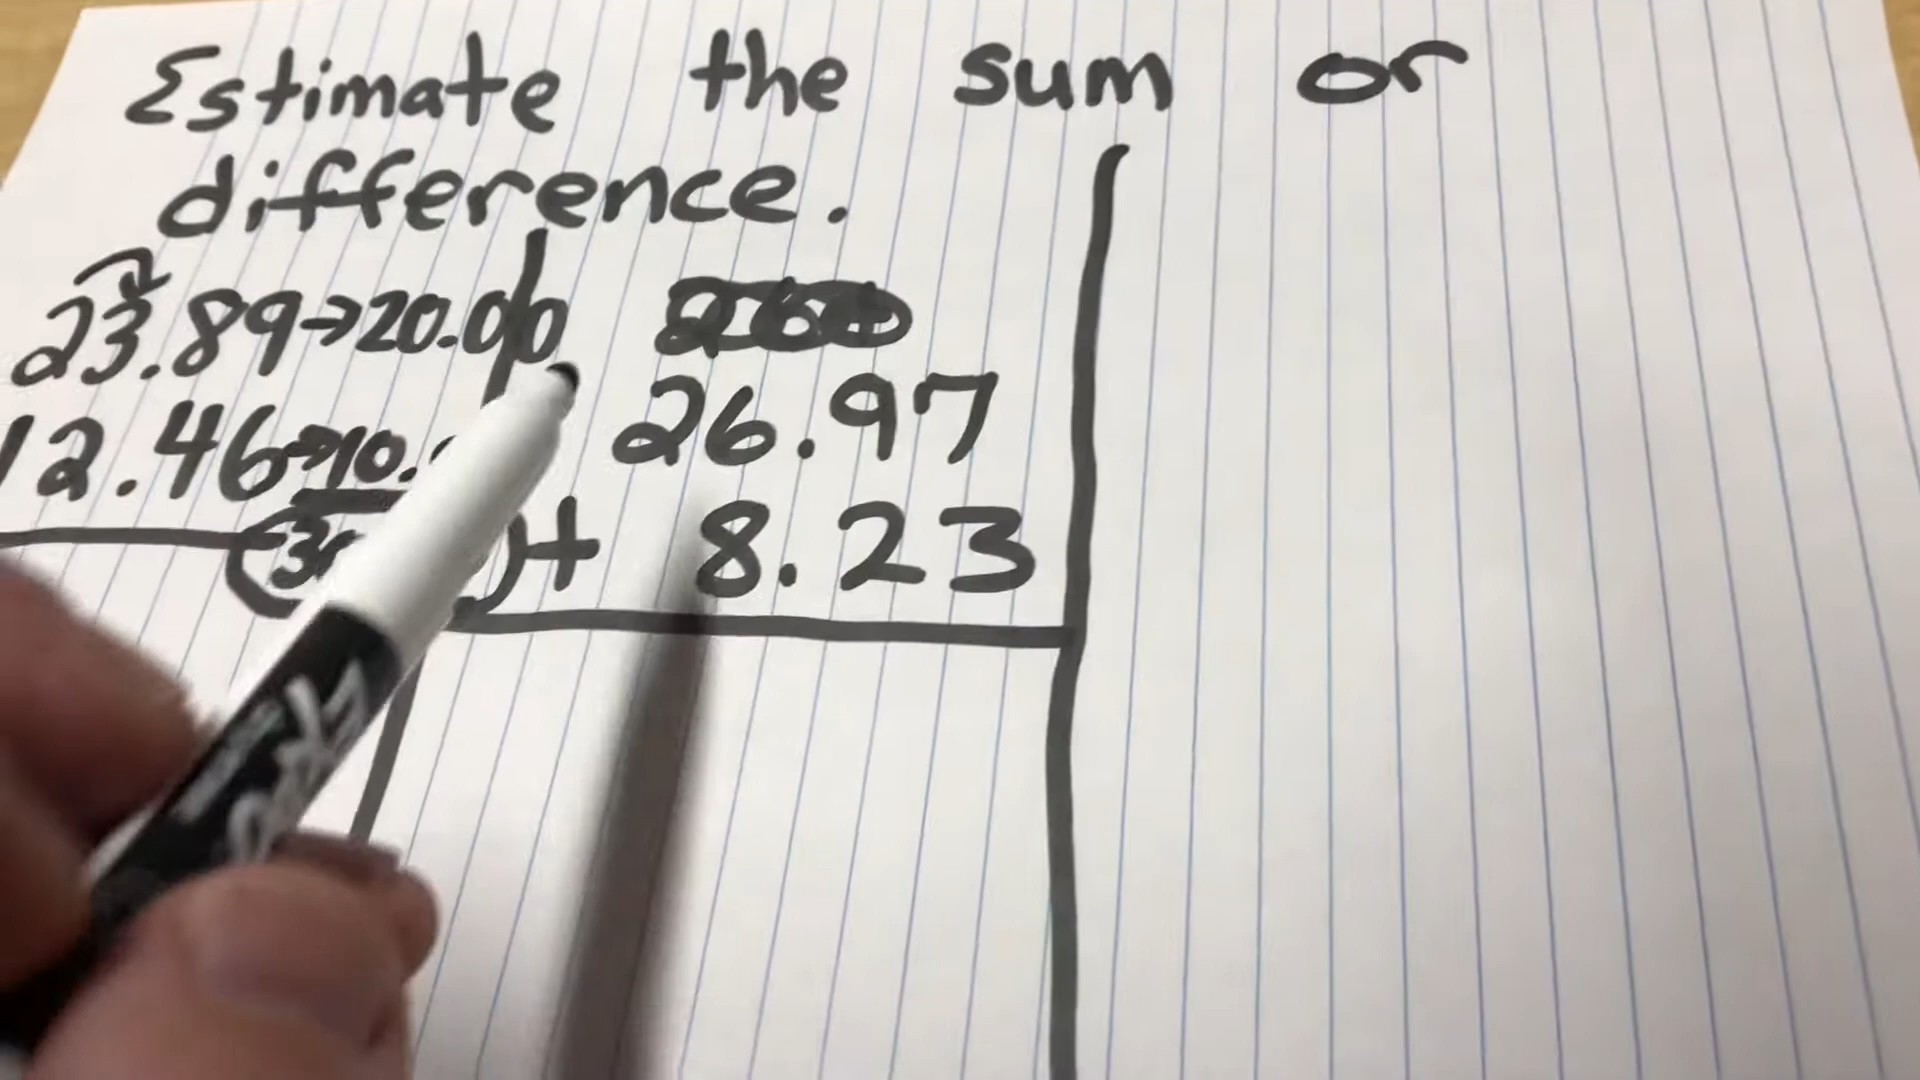 Estimate the sum or
difference.
23.89→20.00
12.46→10.
26.97
+ 8.23